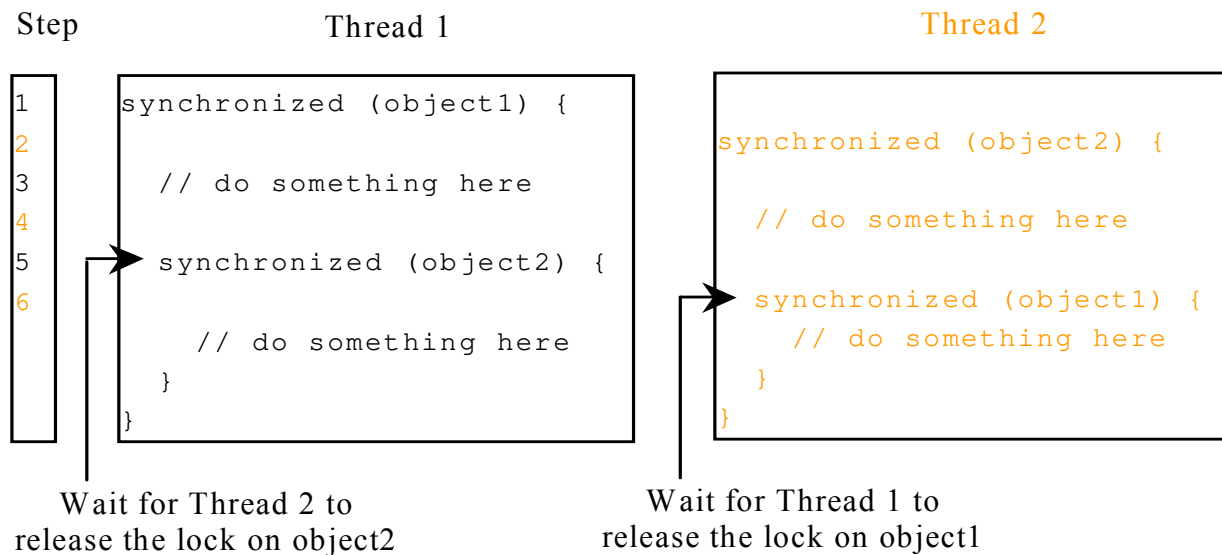 Step Thread 1 Thread 2
1 synchronized (object1) {
2 synchronized (object2) {
3 // do something here
4 // do something here
5 synchronized (object2) {
6 synchronized (object1) {
// do something here // do something here
} }
} }
Wait for Thread 2 to
release the lock on object2
Wait for Thread 1 to
release the lock on object1